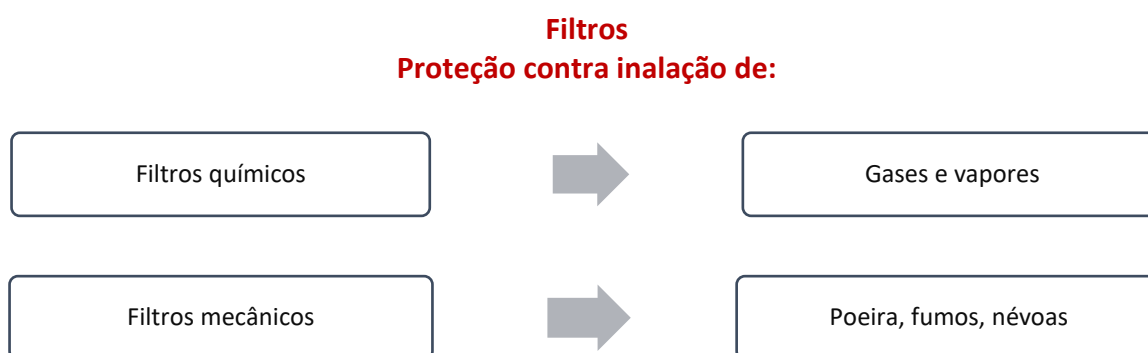 Filtros
Proteção contra inalação de:
Filtros químicos
Gases e vapores
Filtros mecânicos
Poeira, fumos, névoas